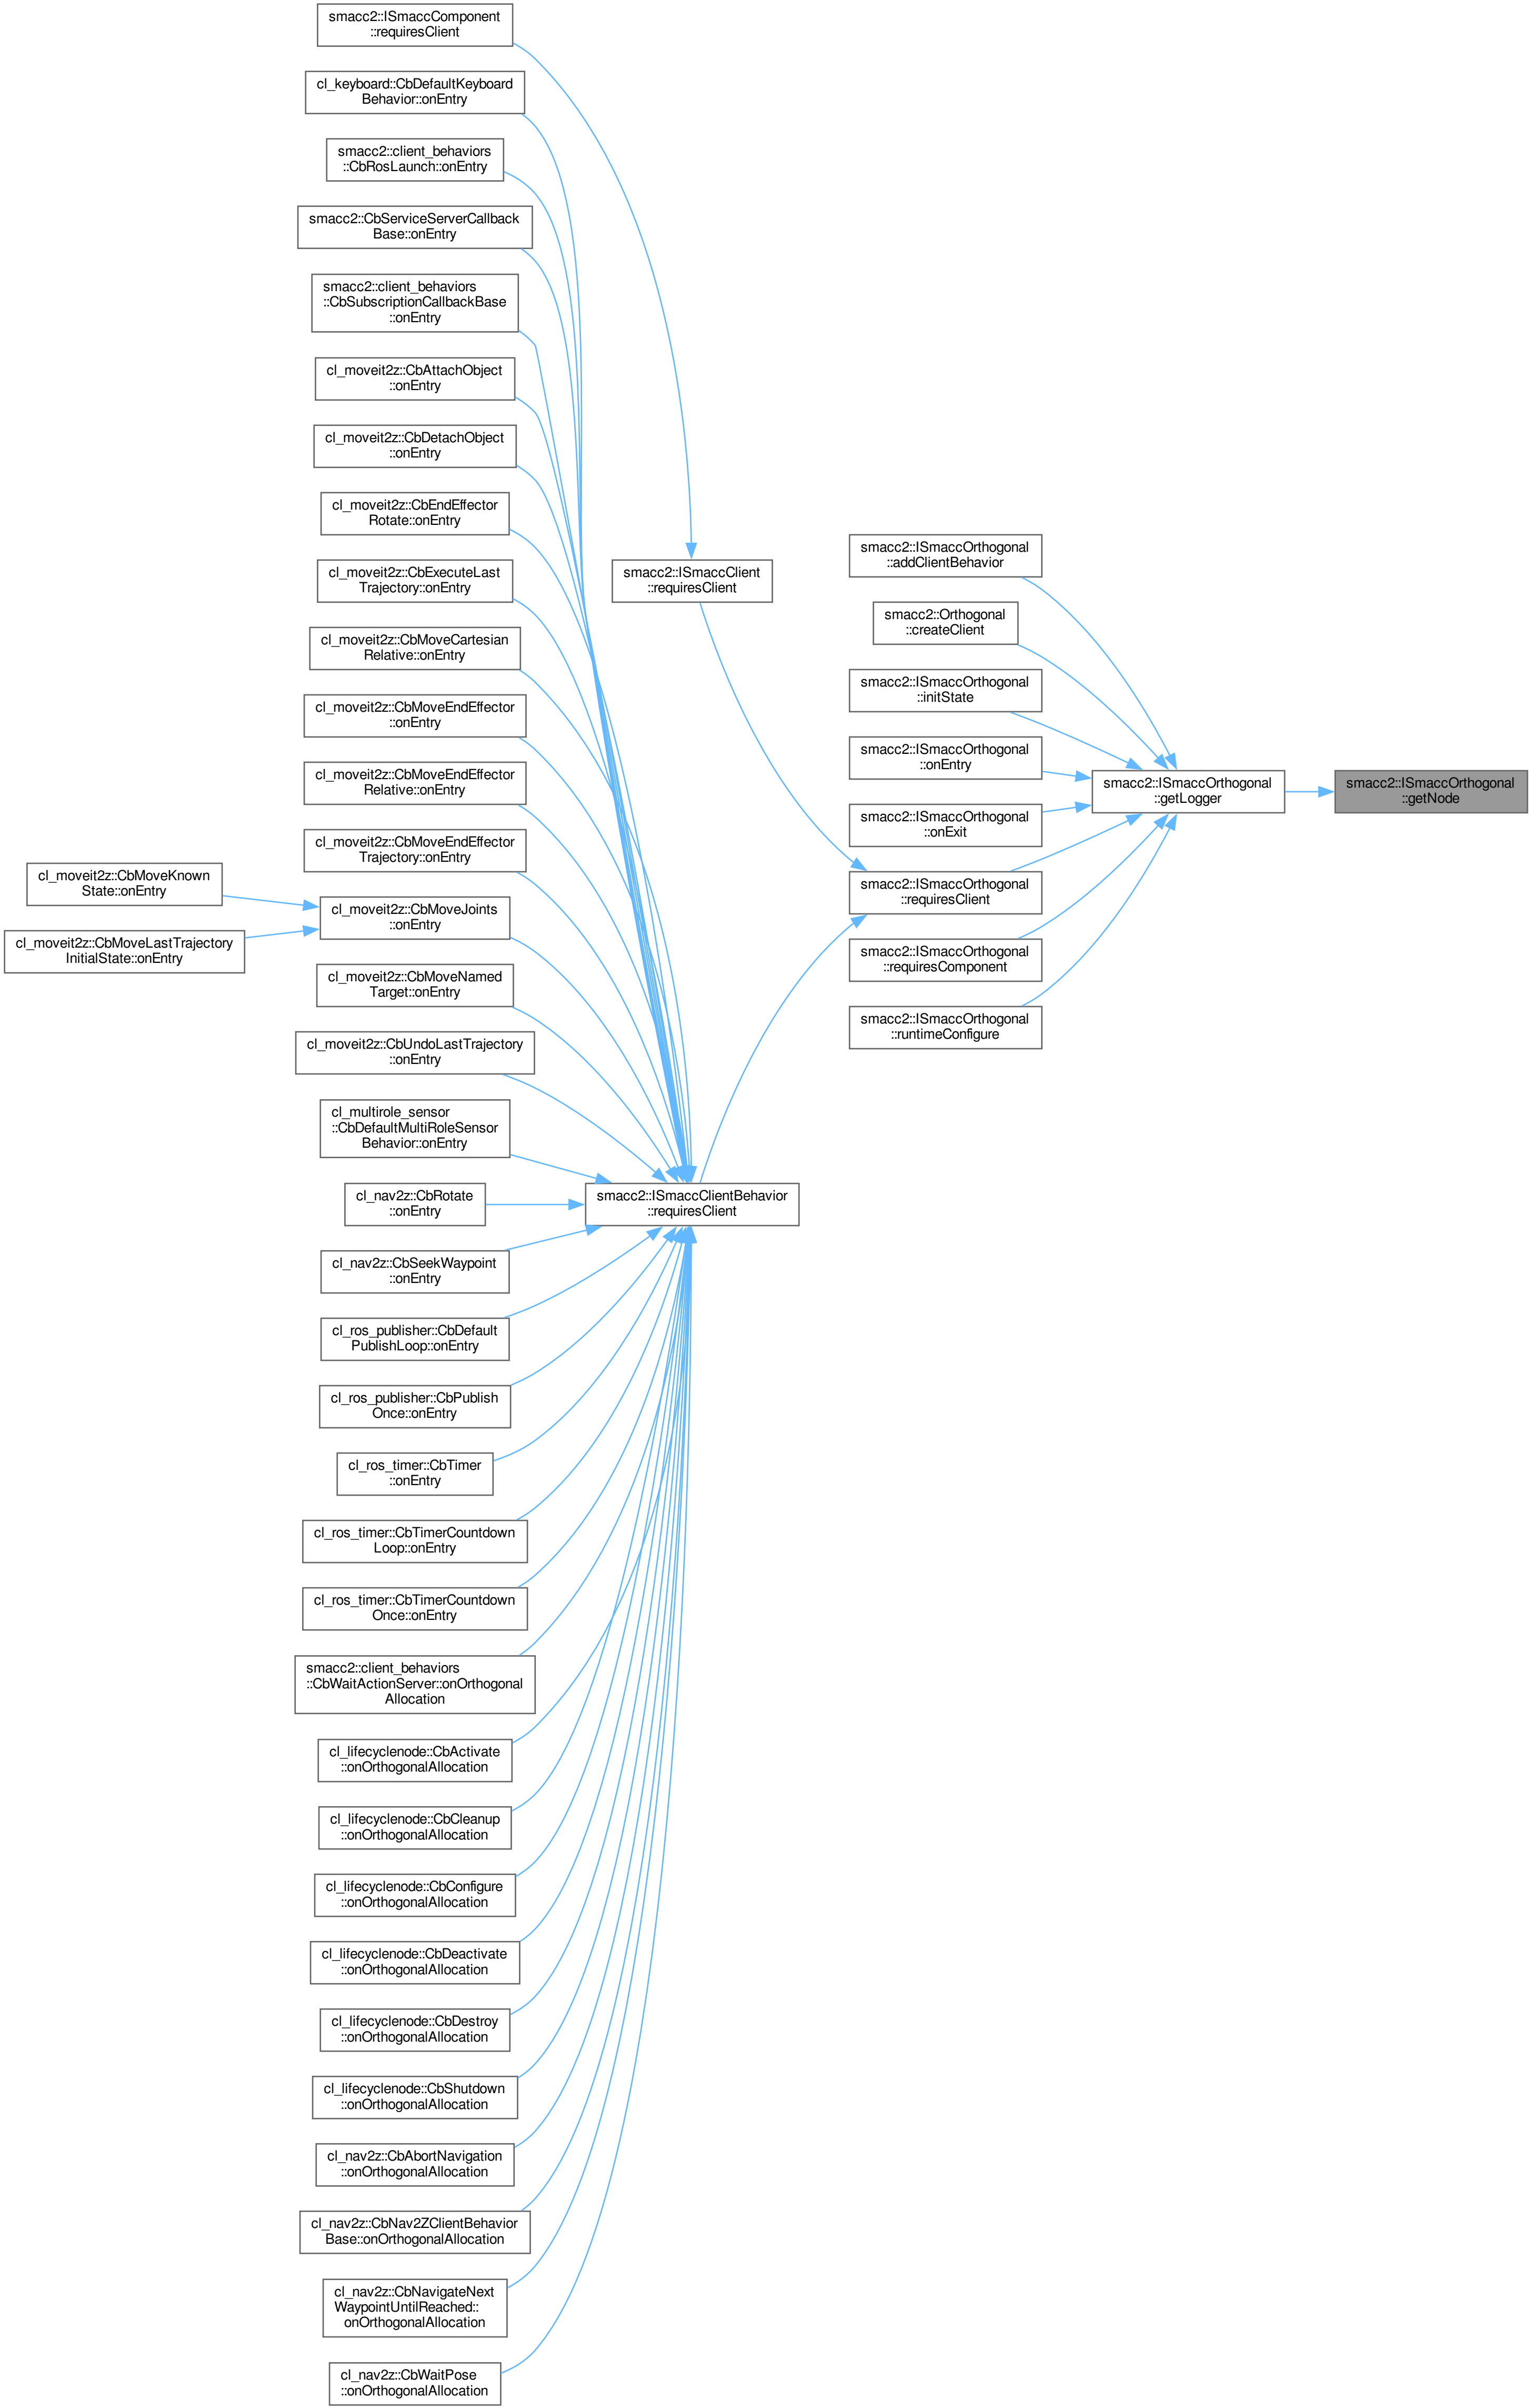 smacc2::ISmaccComponent
::requiresClient
cl_keyboard::CbDefaultKeyboard
Behavior::onEntry
smacc2::client_behaviors
::CbRosLaunch::onEntry
smacc2::CbServiceServerCallback
Base::onEntry
smacc2::client_behaviors
::CbSubscriptionCallbackBase
::onEntry
cl_moveit2z::CbAttachObject
::onEntry
cl_moveit2z::CbDetachObject
::onEntry
cl_moveit2z::CbEndEffector
Rotate::onEntry
cl_moveit2z::CbExecuteLast
Trajectory::onEntry
cl_moveit2z::CbMoveCartesian
Relative::onEntry
cl_moveit2z::CbMoveEndEffector
::onEntry
cl_moveit2z::CbMoveEndEffector
Relative::onEntry
cl_moveit2z::CbMoveEndEffector
Trajectory::onEntry
cl_moveit2z::CbMoveKnown
State::onEntry
cl_moveit2z::CbMoveLastTrajectory
InitialState::onEntry
cl_moveit2z::CbMoveJoints
::onEntry
cl_moveit2z::CbMoveNamed
Target::onEntry
cl_moveit2z::CbUndoLastTrajectory
::onEntry
cl_multirole_sensor
::CbDefaultMultiRoleSensor
Behavior::onEntry
cl_nav2z::CbRotate
::onEntry
cl_nav2z::CbSeekWaypoint
::onEntry
cl_ros_publisher::CbDefault
PublishLoop::onEntry
cl_ros_publisher::CbPublish
Once::onEntry
cl_ros_timer::CbTimer
::onEntry
cl_ros_timer::CbTimerCountdown
Loop::onEntry
cl_ros_timer::CbTimerCountdown
Once::onEntry
smacc2::client_behaviors
::CbWaitActionServer::onOrthogonal
Allocation
cl_lifecyclenode::CbActivate
::onOrthogonalAllocation
cl_lifecyclenode::CbCleanup
::onOrthogonalAllocation
cl_lifecyclenode::CbConfigure
::onOrthogonalAllocation
cl_lifecyclenode::CbDeactivate
::onOrthogonalAllocation
cl_lifecyclenode::CbDestroy
::onOrthogonalAllocation
cl_lifecyclenode::CbShutdown
::onOrthogonalAllocation
cl_nav2z::CbAbortNavigation
::onOrthogonalAllocation
cl_nav2z::CbNav2ZClientBehavior
Base::onOrthogonalAllocation
cl_nav2z::CbNavigateNext
WaypointUntilReached::
onOrthogonalAllocation
cl_nav2z::CbWaitPose
::onOrthogonalAllocation
smacc2::ISmaccClient
::requiresClient
smacc2::ISmaccClientBehavior
::requiresClient
smacc2::ISmaccOrthogonal
::addClientBehavior
smacc2::Orthogonal
::createClient
smacc2::ISmaccOrthogonal
::initState
smacc2::ISmaccOrthogonal
::onEntry
smacc2::ISmaccOrthogonal
::onExit
smacc2::ISmaccOrthogonal
::requiresClient
smacc2::ISmaccOrthogonal
::requiresComponent
smacc2::ISmaccOrthogonal
::runtimeConfigure
smacc2::ISmaccOrthogonal
::getLogger
smacc2::ISmaccOrthogonal
::getNode